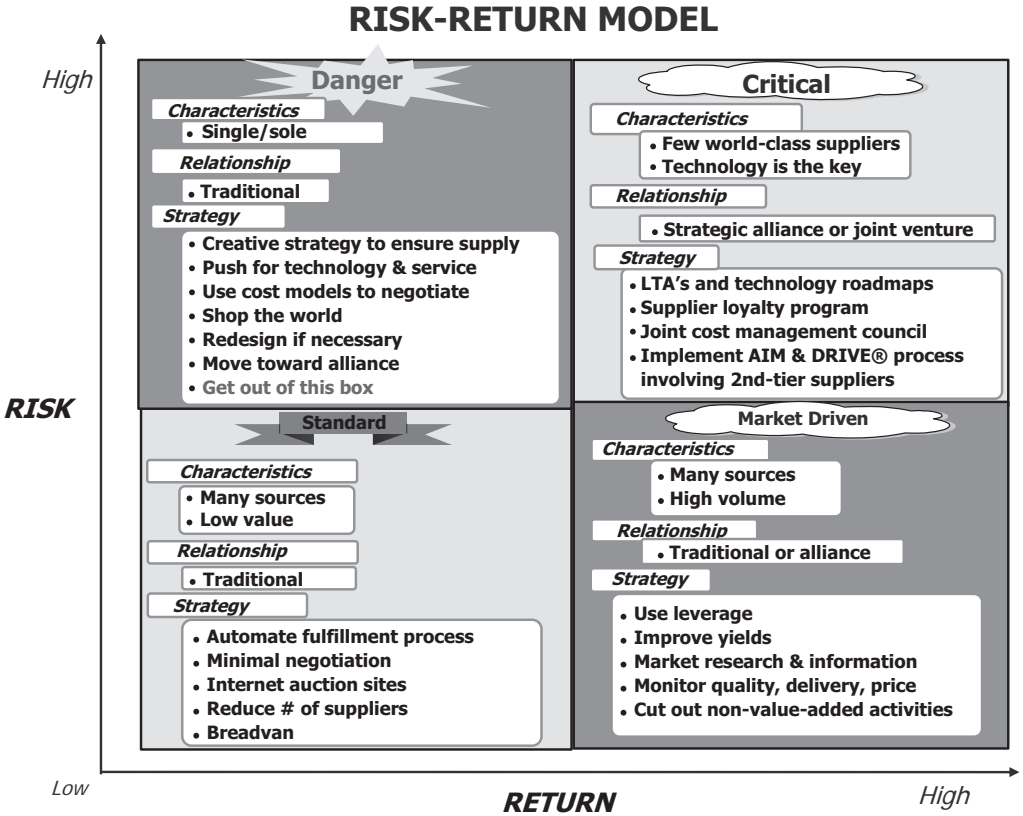 RISK-RETURN MODEL
High
Danger
Characteristics
• Single/sole
Relationship
• Traditional
Strategy
• Creative strategy to ensure supply
• Push for technology & service
• Use cost models to negotiate
• Shop the world
• Redesign if necessary
• Move toward alliance
• Get out of this box
Critical
Characteristics
• Few world-class suppliers
• Technology is the key
Relationship
• Strategic alliance or joint venture
Strategy
• LTA's and technology roadmaps
• Supplier loyalty program
• Joint cost management council
• Implement AIM & DRIVE® process
involving 2nd-tier suppliers
RISK
Standard
Characteristics
• Many sources
• Low value
Relationship
• Traditional
Strategy
• Automate fulfillment process
• Minimal negotiation
• Internet auction sites
• Reduce # of suppliers
• Breadvan
Market Driven
Characteristics
• Many sources
• High volume
Relationship
• Traditional or alliance
Strategy
• Use leverage
• Improve yields
• Market research & information
• Monitor quality, delivery, price
• Cut out non-value-added activities
Low
RETURN
High